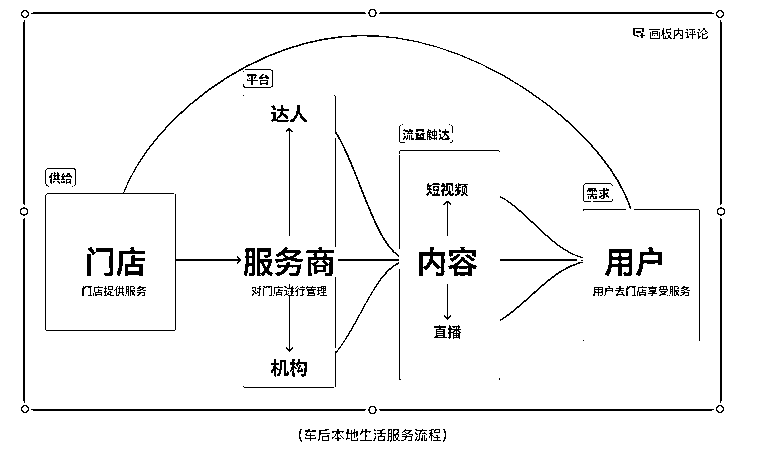 画板内评论
平台
达人
流量触达
供给
短视频
需求
门店
服务商
内容
用户
门店提供服务
对门店进行管理
用户去门店享受服务
直播
机构
(车后本地生活服务流程)